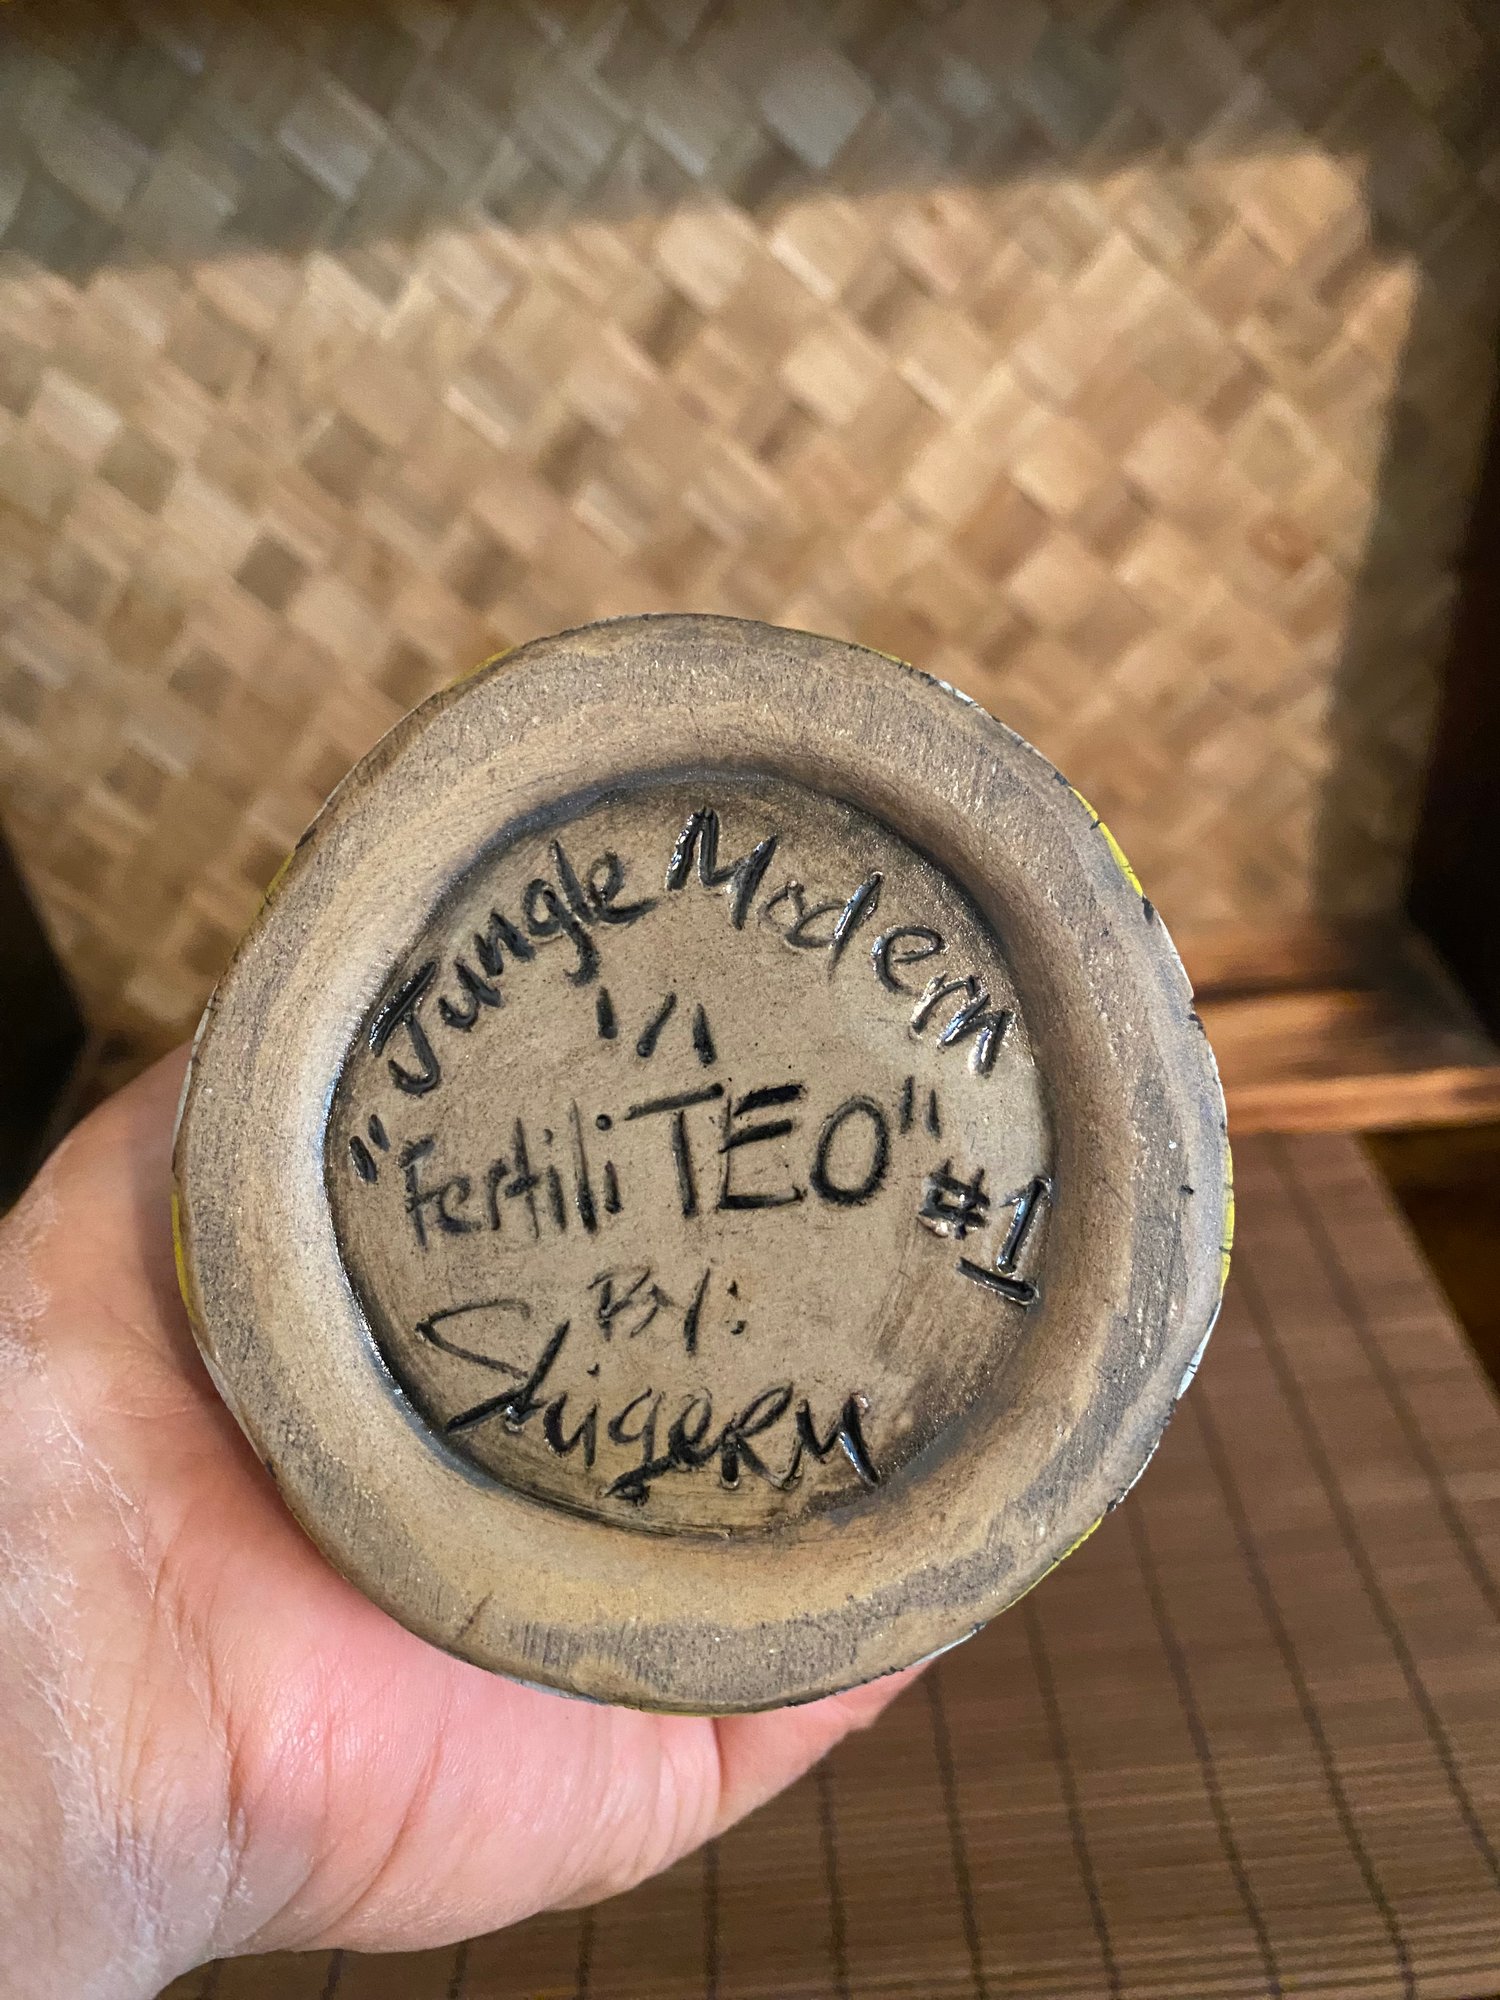 Jungle Modern
"FertiliTEO" #1
By:
ShigeRu